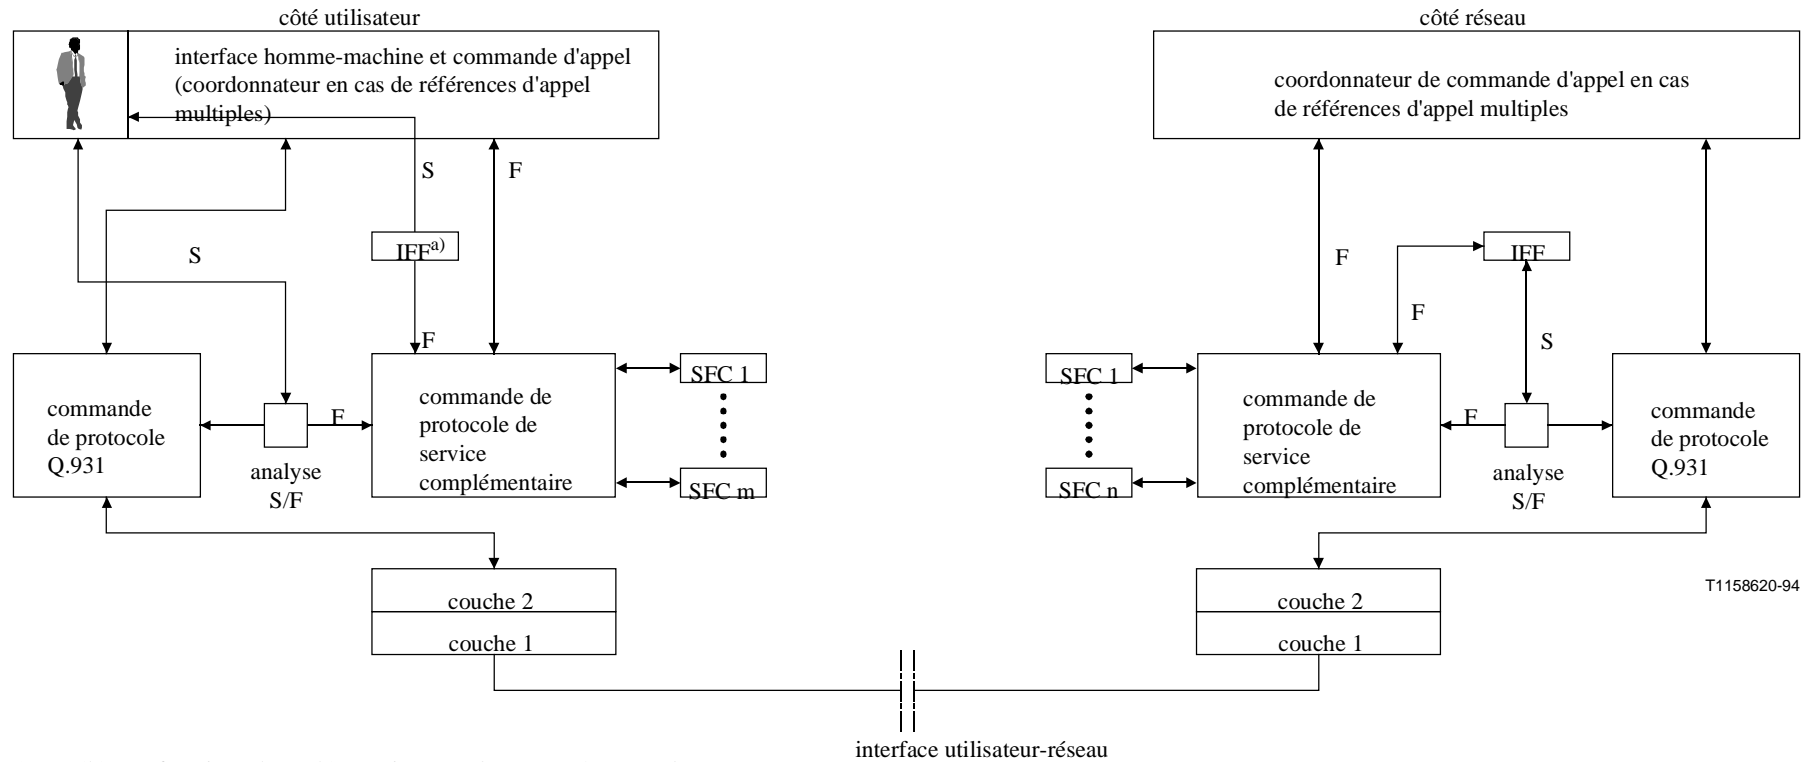 côté utilisateur
côté réseau
interface homme-machine et commande d'appel
(coordonnateur en cas de références d'appel
multiples)
coordonnateur de commande d'appel en cas
de références d'appel multiples
S
F
S
IFFa)
F
IFF
F
S
F
commande
de protocole
Q.931
F
analyse
S/F
commande de
protocole de
service
complémentaire
SFC 1
SFC m
SFC 1
SFC n
commande de
protocole de
service
complémentaire
F
analyse
S/F
commande
de protocole
Q.931
couche 2
couche 1
couche 2
couche 1
T1158620-94
interface utilisateur-réseau